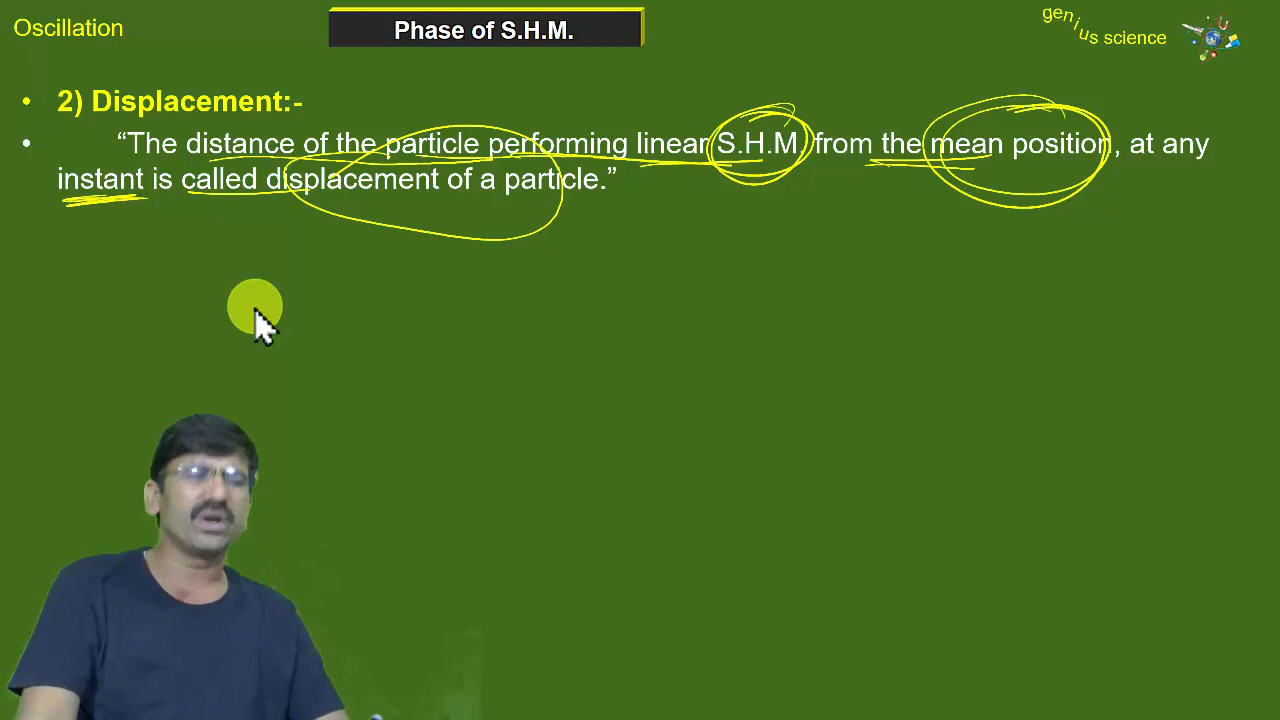 Oscillation
Phase of S.H.M.
genius science
• 2) Displacement:-
• “The distance of the particle performing linear S.H.M. from the mean position, at any
instant is called displacement of a particle.”